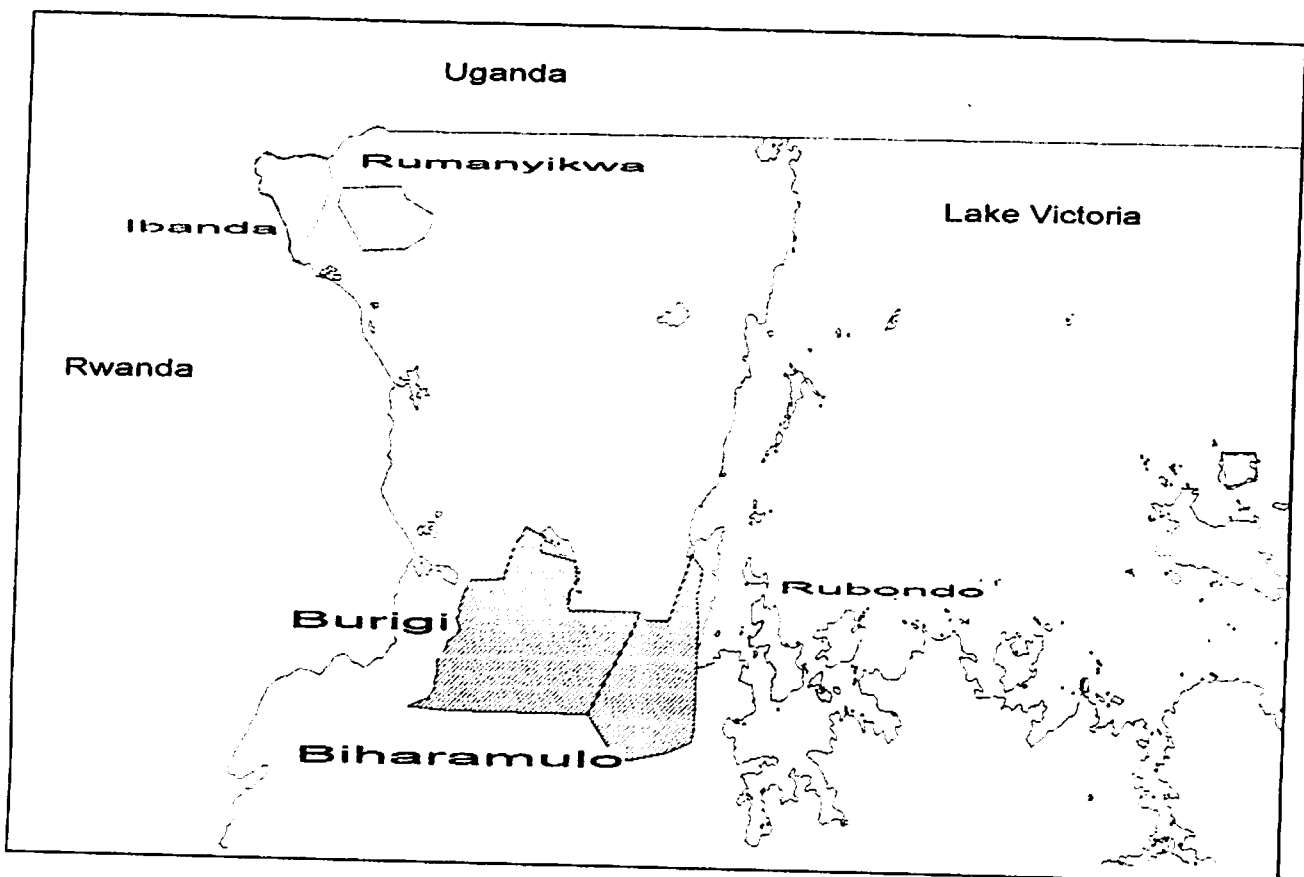 Uganda
Rumanyikwa
Ibanda
Lake Victoria
Rwanda
Rubondo
Burigi
Biharamulo